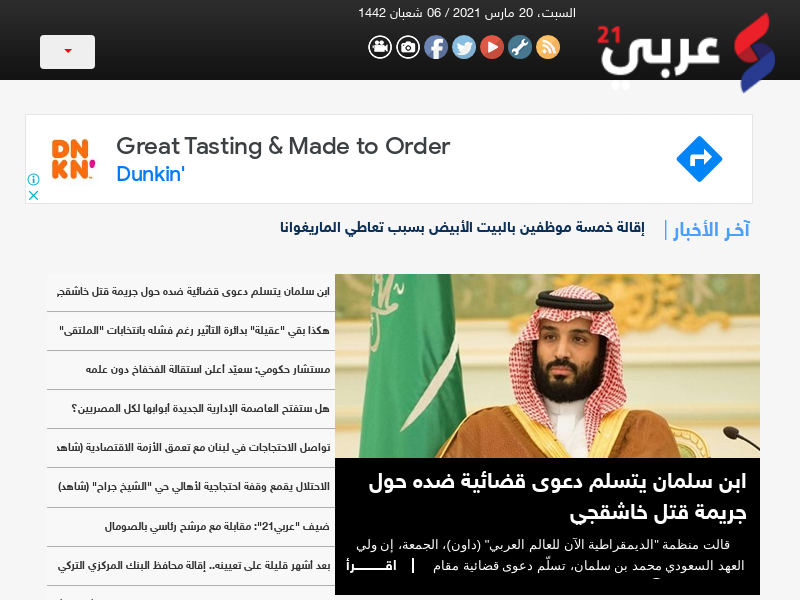 السبت، 20 مارس 2021 / 06 شعبان 1442
عربي 21
Great Tasting & Made to Order
Dunkin'
DN
KN'
آخر الأخبار | إقالة خمسة موظفين بالبيت الأبيض بسبب تعاطي الماريغوانا
ابن سلمان يتسلم دعوى قضائية ضده حول
جريمة قتل خاشقجي
قالت منظمة "الديمقراطية الآن للعالم العربي" (داون)، الجمعة، إن ولي
العهد السعودي محمد بن سلمان، تسلّم دعوى قضائية مقام
اقــــرأ
ابن سلمان يتسلم دعوى قضائية ضده حول جريمة قتل خاشقجي
هكذا بقي "عقيلة" بدائرة التأثير رغم فشله بانتخابات "الملتقى"
مستشار حكومي: سعيّد أعلن استقالة الفخفاخ دون علمه
هل ستفتح العاصمة الإدارية الجديدة أبوابها لكل المصريين؟
تواصل الاحتجاجات في لبنان مع تعمق الأزمة الاقتصادية (شاهد
الاحتلال يقمع وقفة احتجاجية لأهالي حي "الشيخ جراح" (شاهد)
ضيف "عربي21": مقابلة مع مرشح رئاسي بالصومال
بعد أشهر قليلة على تعيينه.. إقالة محافظ البنك المركزي التركي